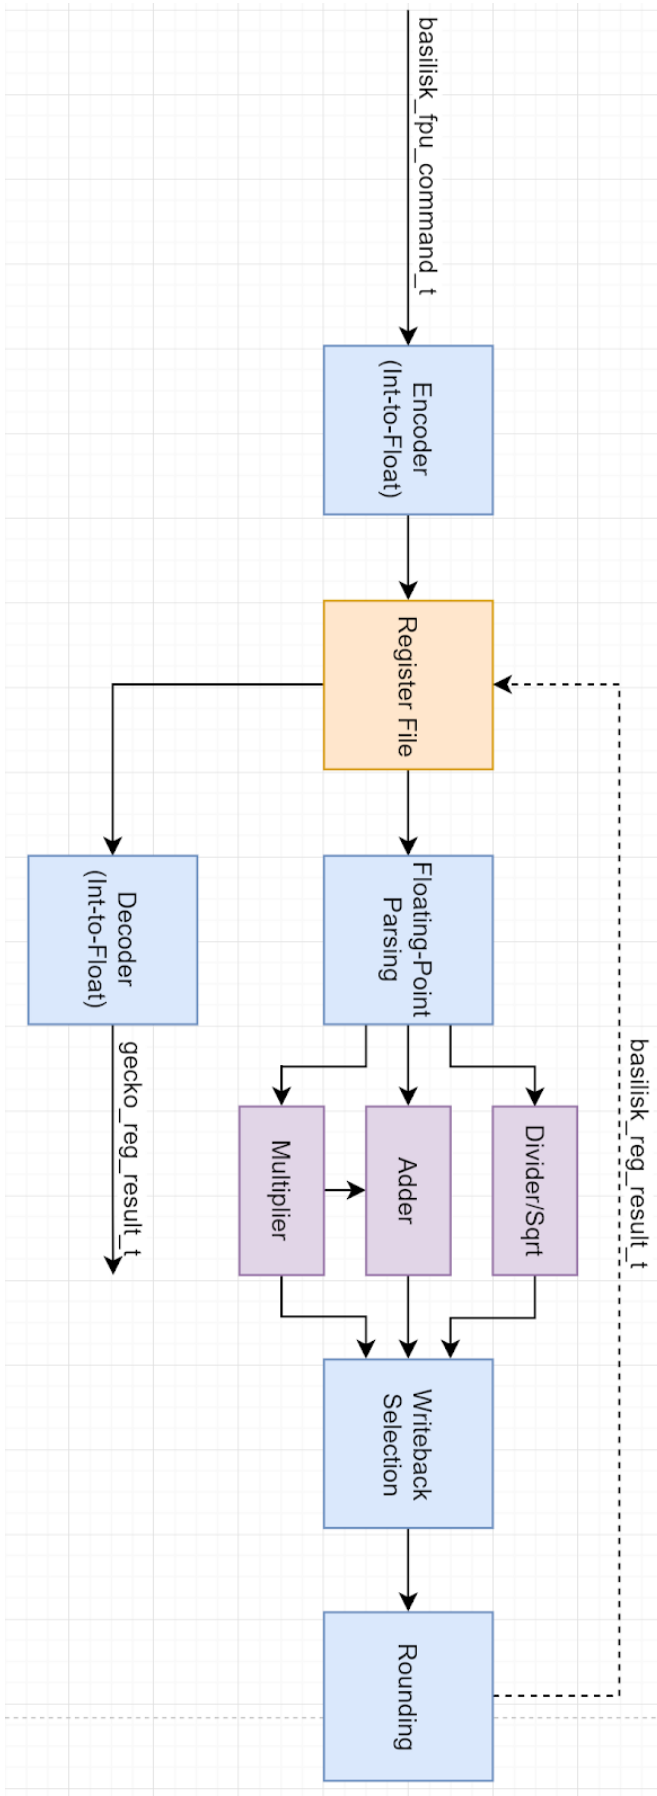 basilisk_fpu_command_t
Encoder
(Int-to-Float)
Register File
Floating-Point
Parsing
Decoder
(Int-to-Float)
gecko_reg_result_t
basilisk_reg_result_t
Divider/Sqrt
Adder
Multiplier
Writeback
Selection
Rounding